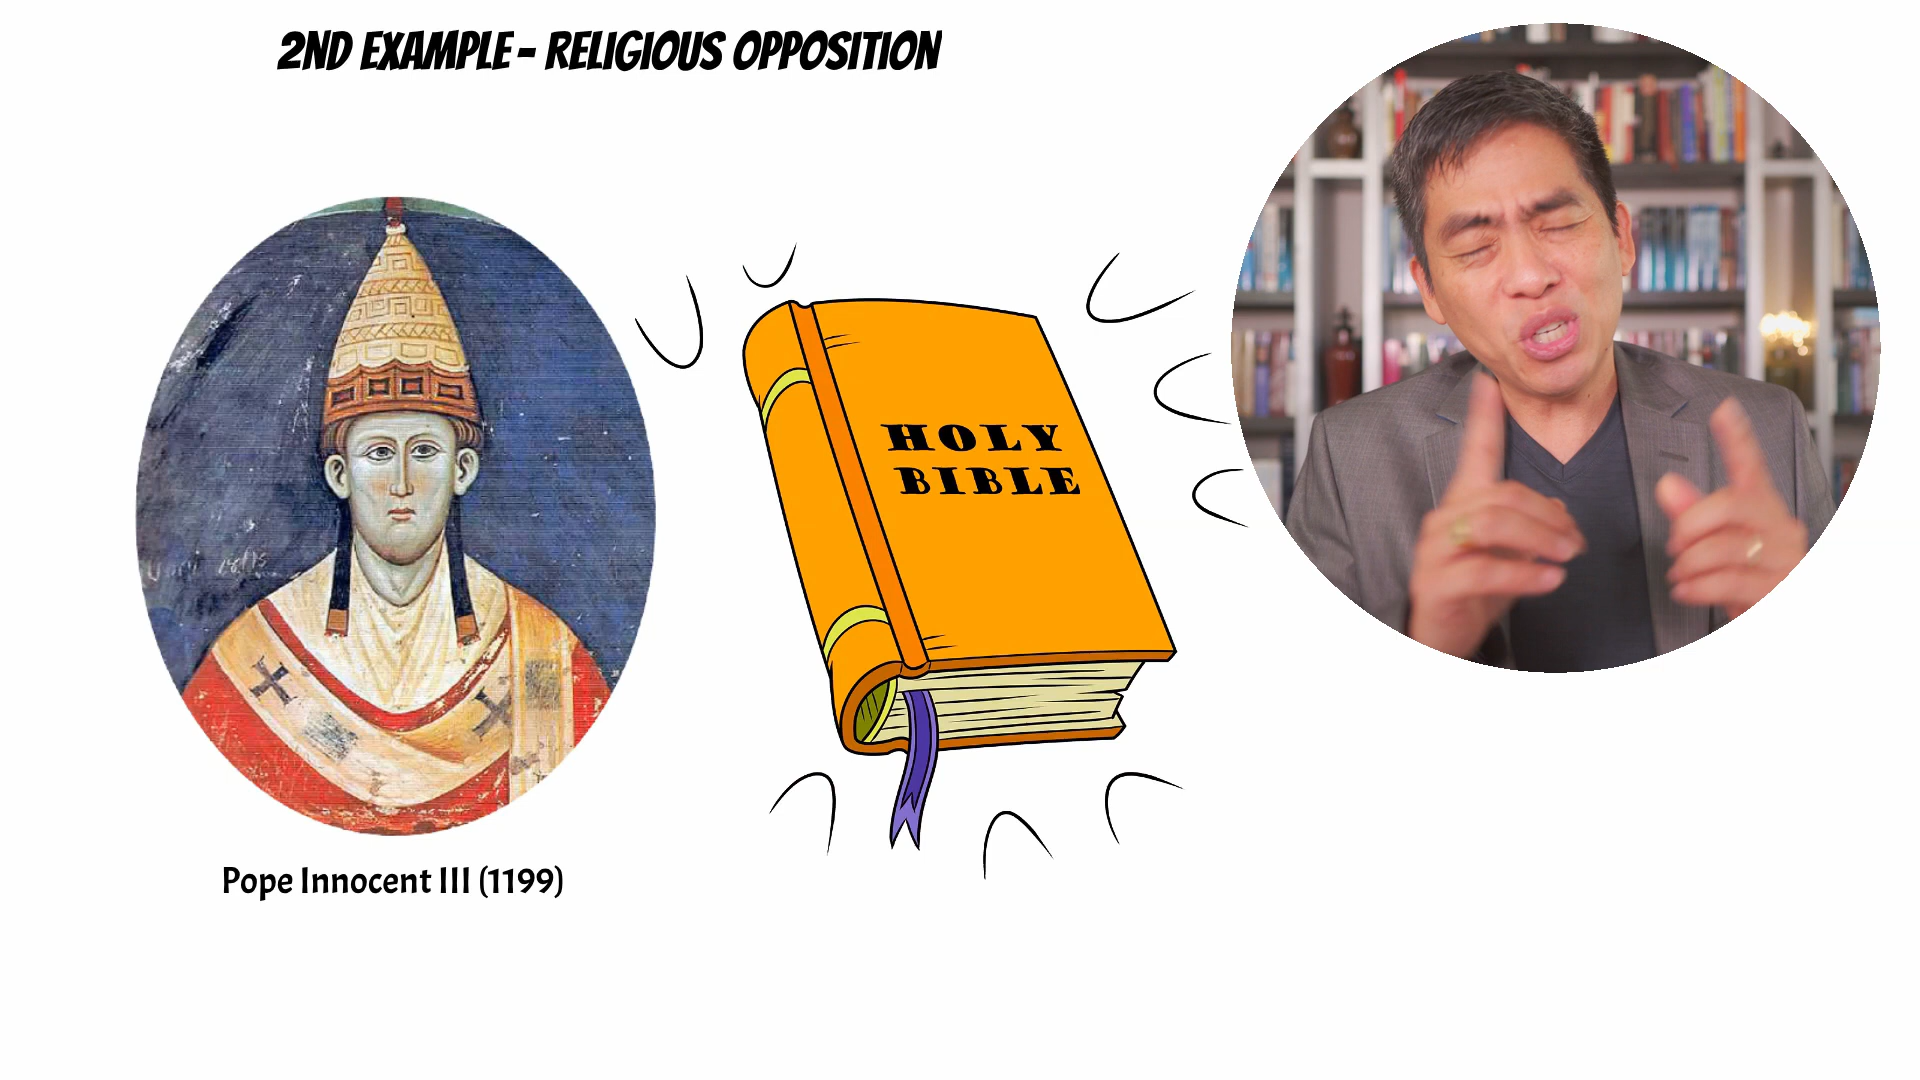 2ND EXAMPLE - RELIGIOUS OPPOSITION
HOLY
BIBLE
Pope Innocent III (1199)